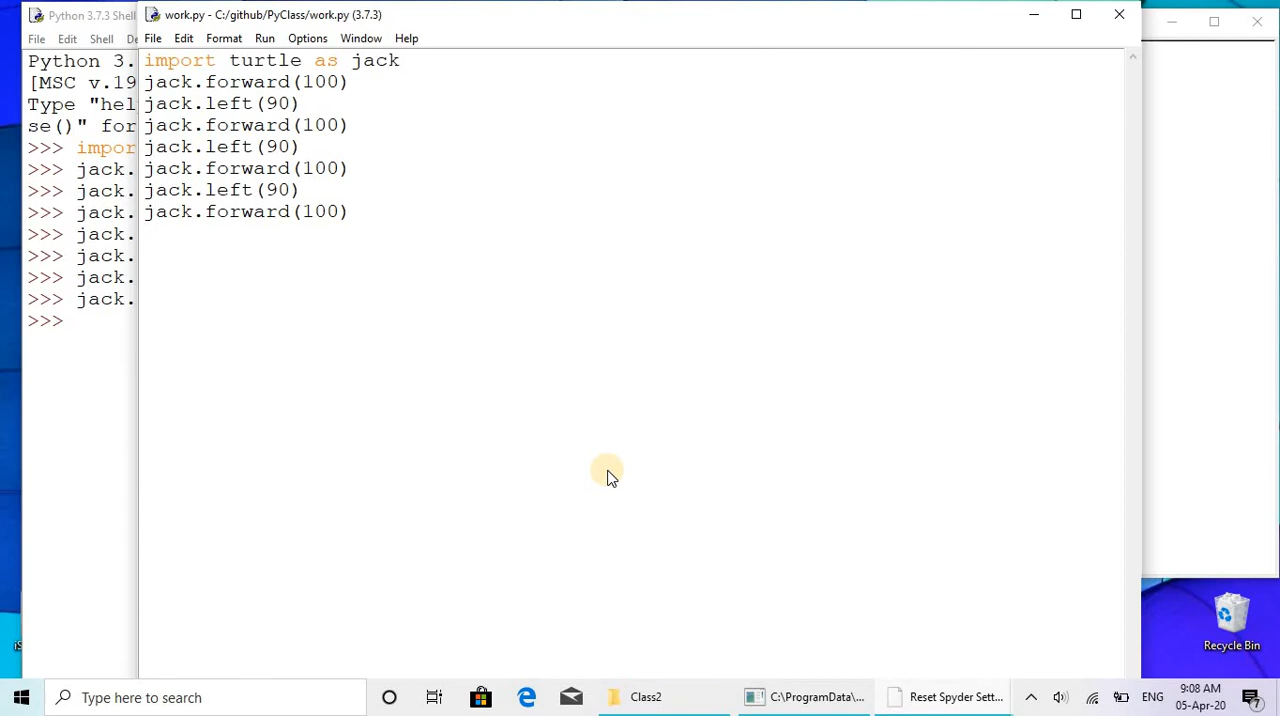 Python 3.7.3 Shell
File Edit Shell De
Python 3.
[MSC v.19
Type "hel
se()" for
>>> impor
>>> jack.
>>> jack.
>>> jack.
>>> jack.
>>> jack.
>>> jack.
>>> jack.
>>>
work.py - C:/github/PyClass/work.py (3.7.3)
File Edit Format Run Options Window Help
import turtle as jack
jack.forward(100)
jack.left(90)
jack.forward(100)
jack.left(90)
jack.forward(100)
jack.left(90)
jack.forward(100)
Recycle Bin
Type here to search
Class2
C:\ProgramData\...
Reset Spyder Sett...
ENG
9:08 AM
05-Apr-20
7